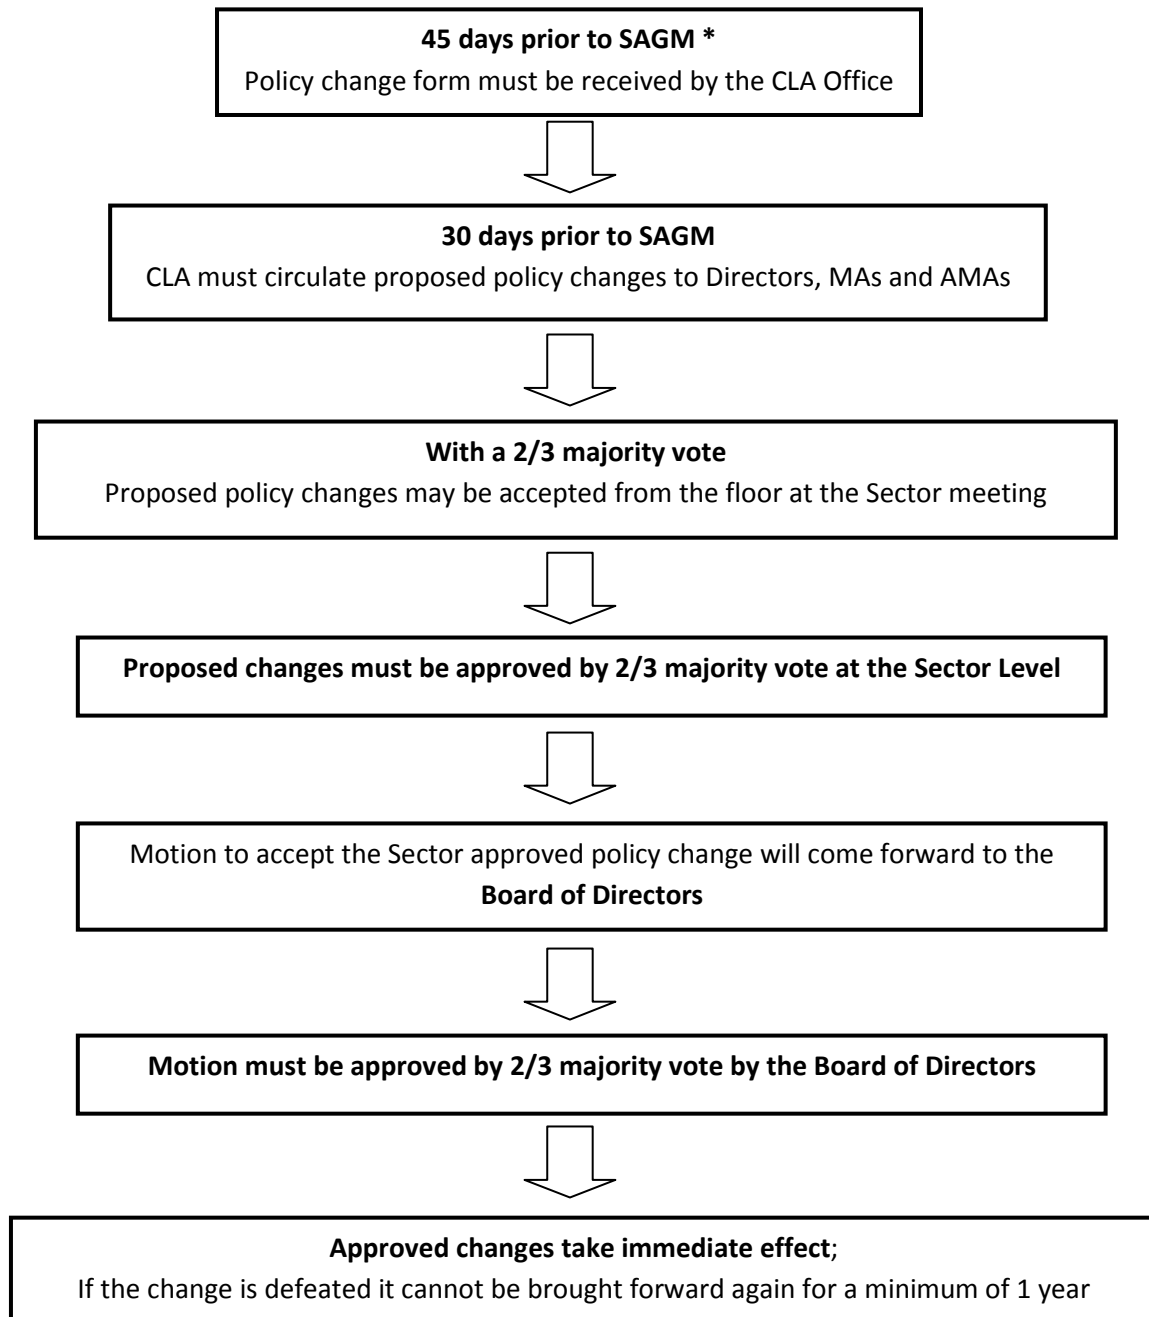 45 days prior to SAGM *
Policy change form must be received by the CLA Office
30 days prior to SAGM
CLA must circulate proposed policy changes to Directors, MAs and AMAs
With a 2/3 majority vote
Proposed policy changes may be accepted from the floor at the Sector meeting
Proposed changes must be approved by 2/3 majority vote at the Sector Level
Motion to accept the Sector approved policy change will come forward to the
Board of Directors
Motion must be approved by 2/3 majority vote by the Board of Directors
Approved changes take immediate effect;
If the change is defeated it cannot be brought forward again for a minimum of 1 year